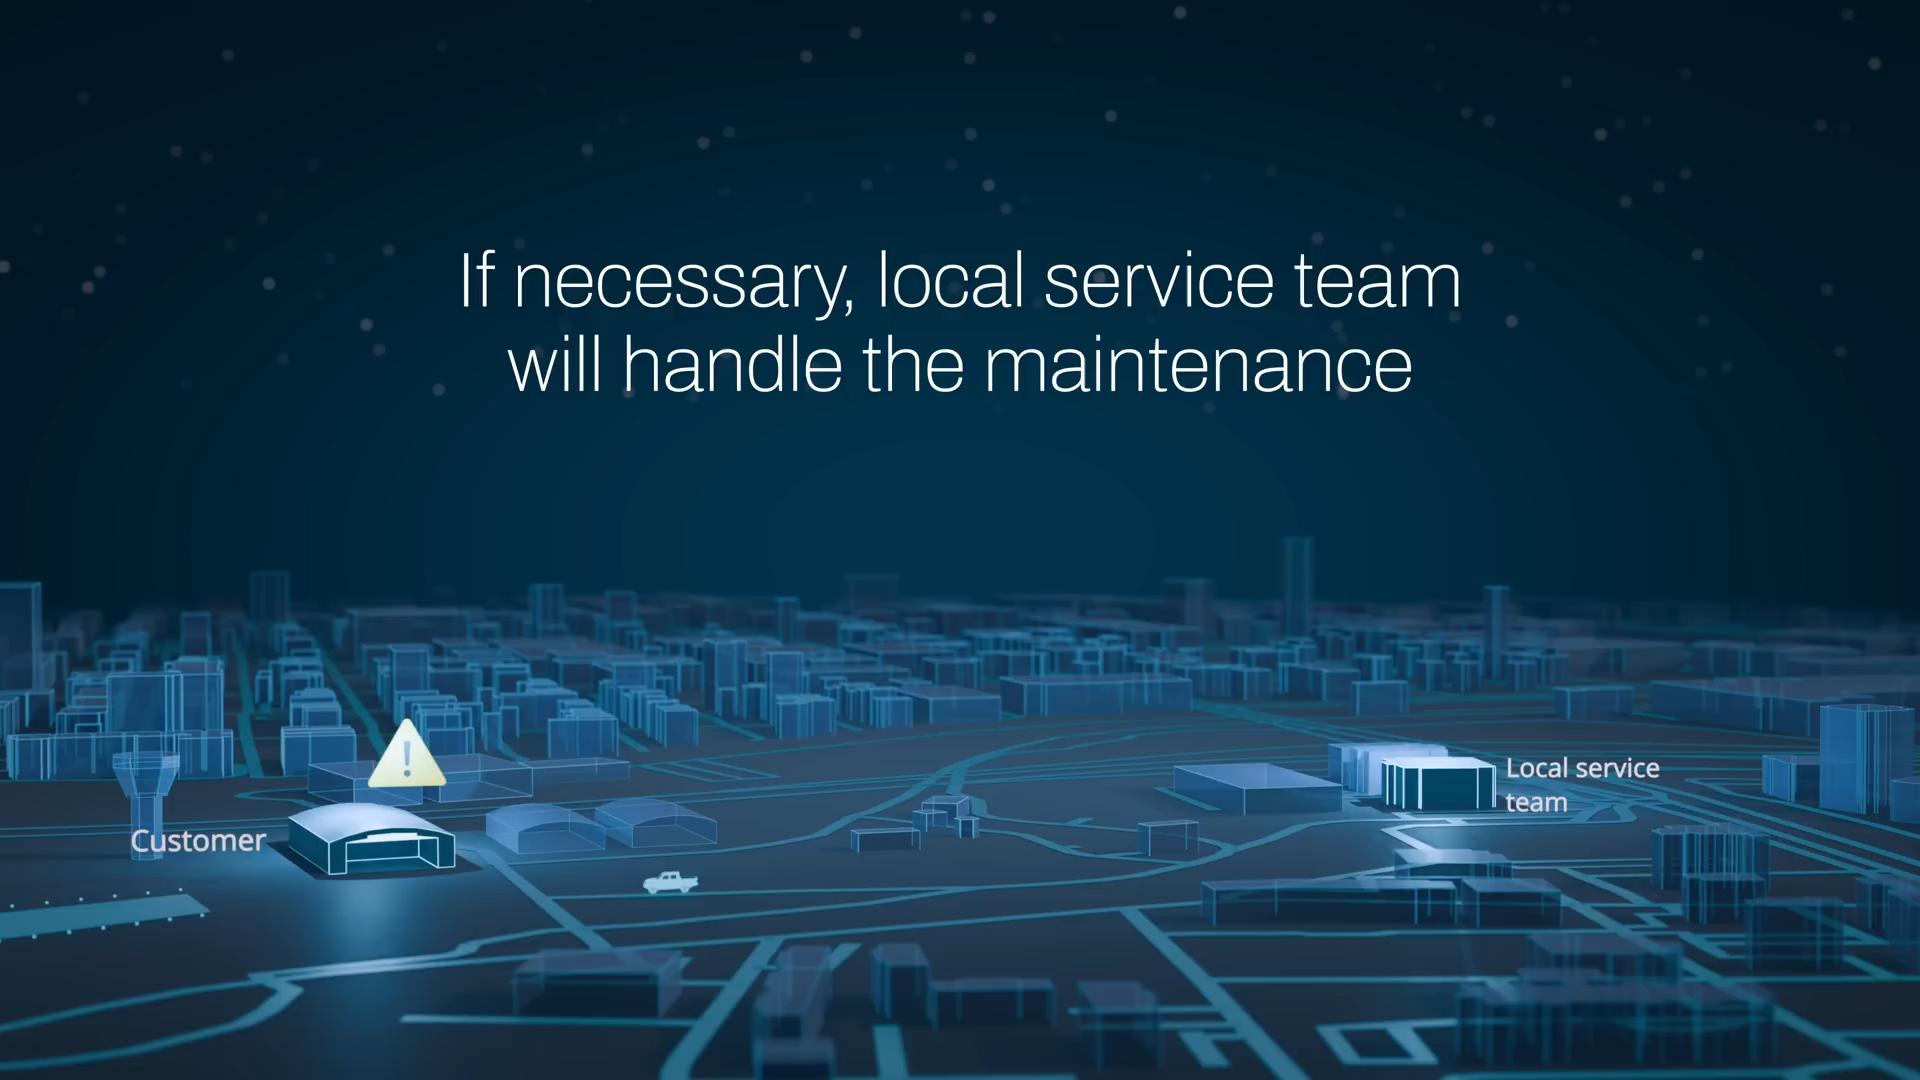 If necessary, local service team
will handle the maintenance
Customer
Local service
team